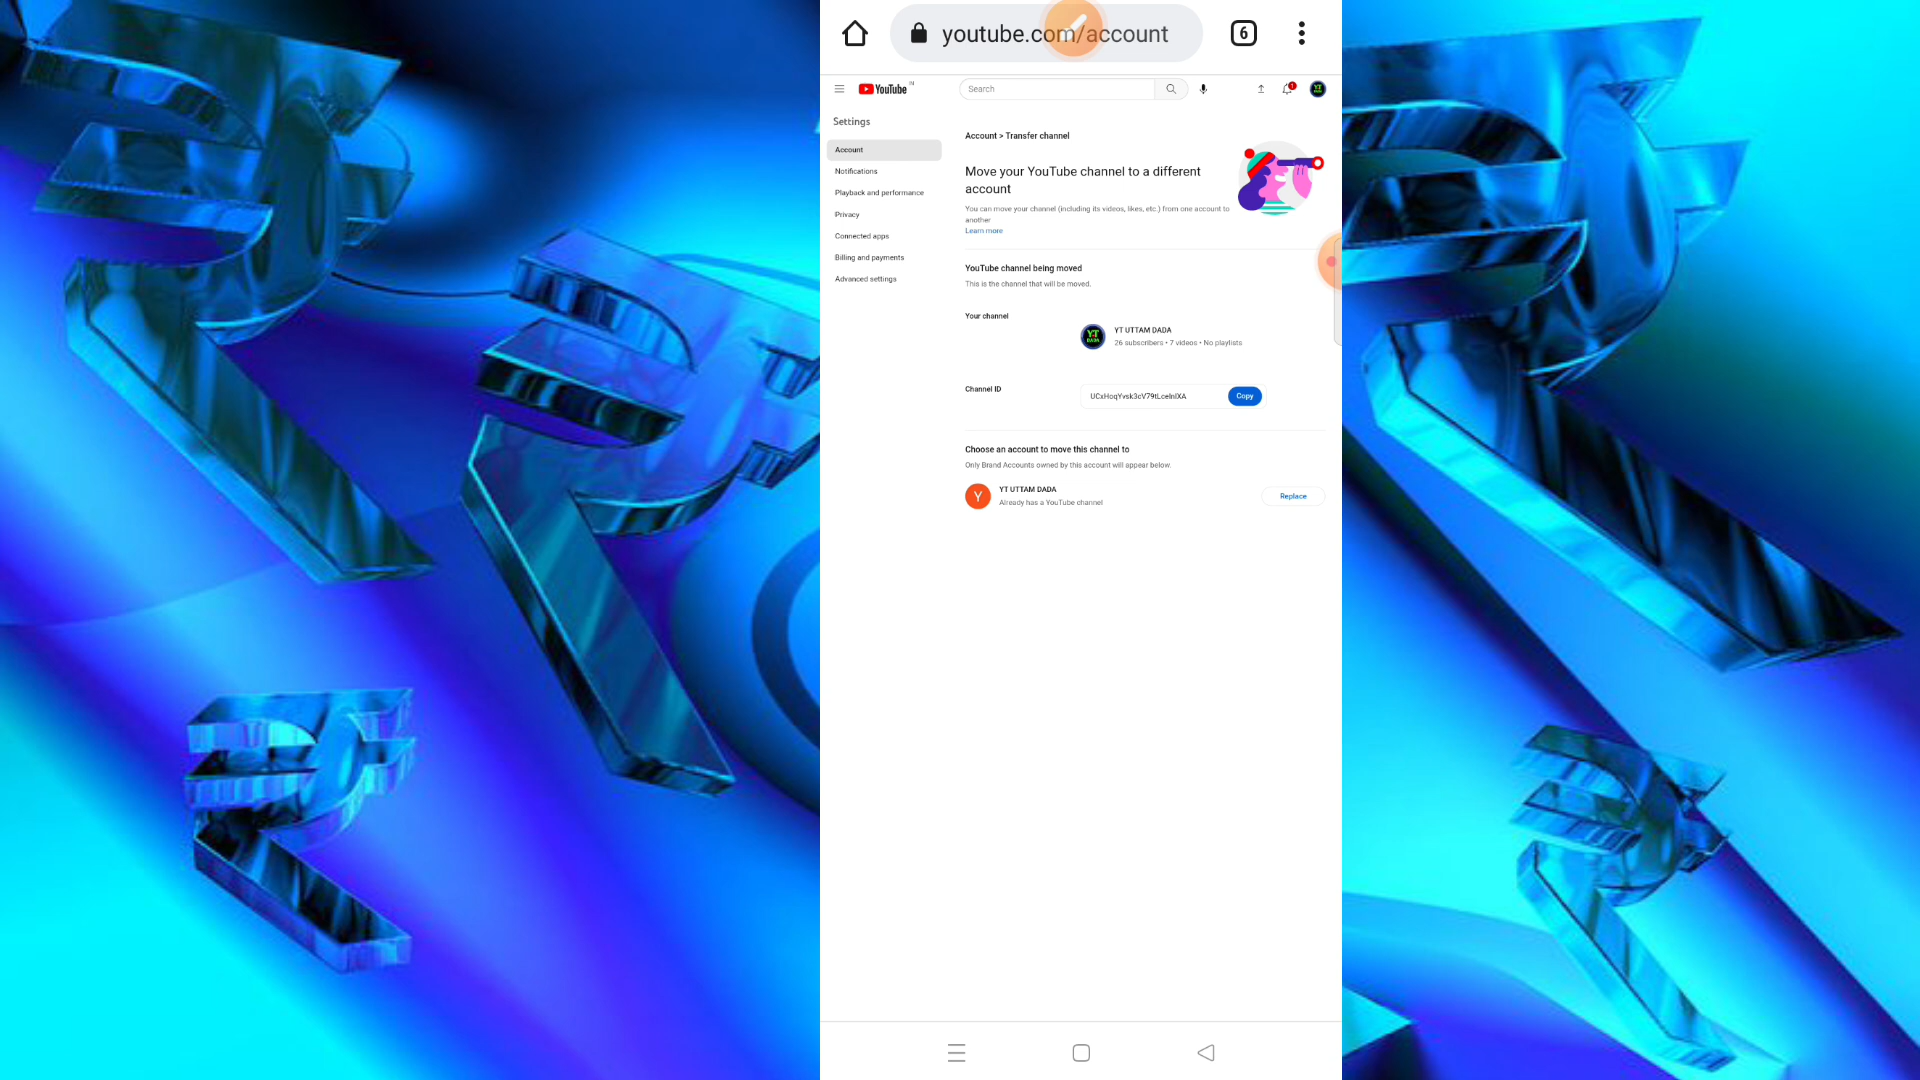 youtube.com/account
6
YouTube IN
Search
1
Settings
Account
Notifications
Playback and performance
Privacy
Connected apps
Billing and payments
Advanced settings
Account > Transfer channel
Move your YouTube channel to a different
account
You can move your channel (including its videos, likes, etc.) from one account to
another
Learn more
YouTube channel being moved
This is the channel that will be moved.
Your channel
YT UTTAM DADA
26 subscribers • 7 videos • No playlists
Channel ID
Copy
Choose an account to move this channel to
Only Brand Accounts owned by this account will appear below.
Y
YT UTTAM DADA
Already has a YouTube channel
Replace